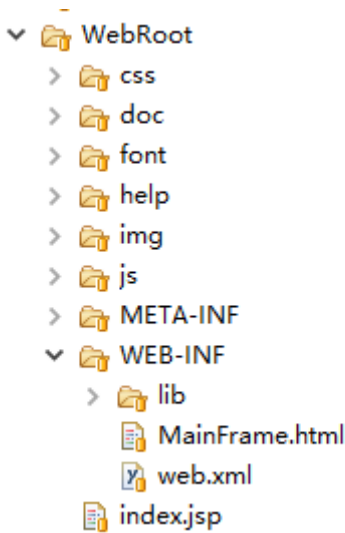 WebRoot
css
doc
font
help
img
js
META-INF
WEB-INF
lib
MainFrame.html
web.xml
index.jsp